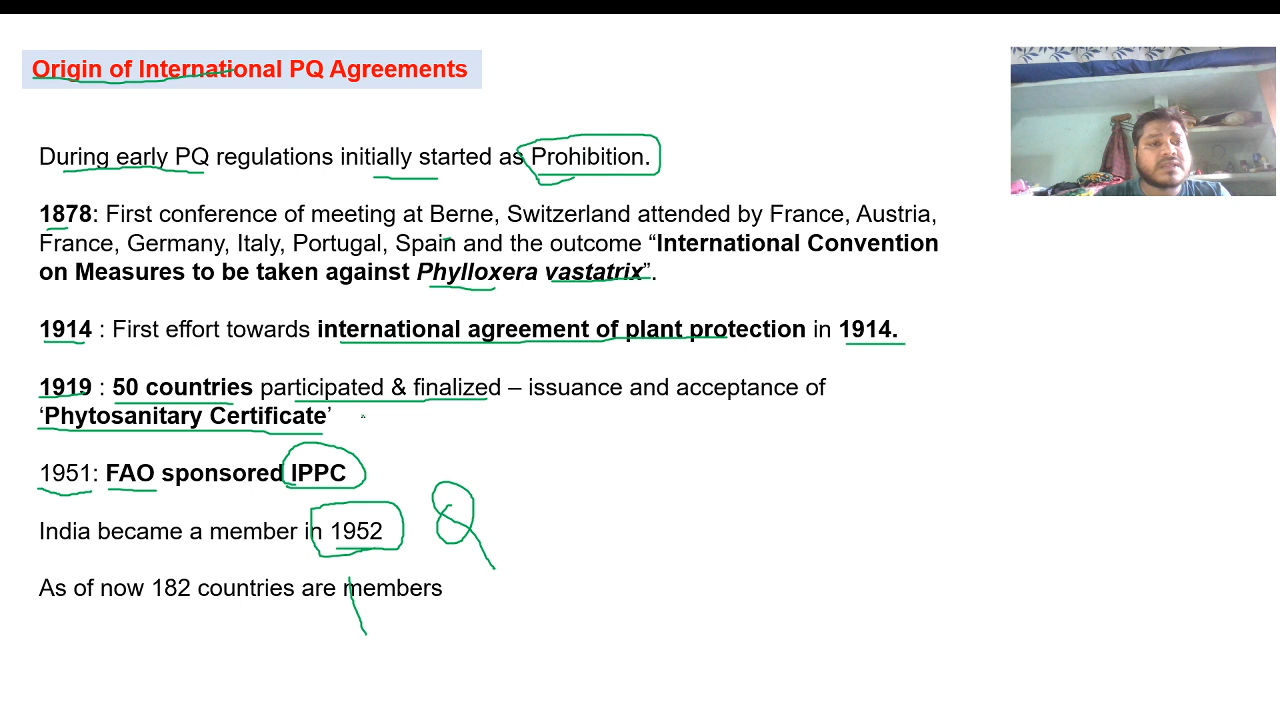 Origin of International PQ Agreements
During early PQ regulations initially started as Prohibition.
1878: First conference of meeting at Berne, Switzerland attended by France, Austria,
France, Germany, Italy, Portugal, Spain and the outcome “International Convention
on Measures to be taken against Phylloxera vastatrix”.
1914 : First effort towards international agreement of plant protection in 1914.
1919 : 50 countries participated & finalized – issuance and acceptance of
‘Phytosanitary Certificate’
1951: FAO sponsored IPPC
India became a member in 1952
As of now 182 countries are members